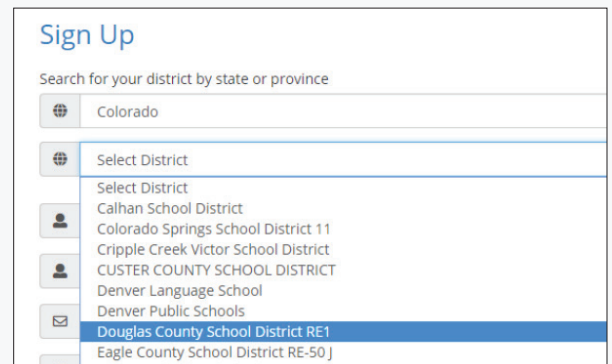 Sign Up
Search for your district by state or province
Colorado
Select District
Select District
Calhan School District
Colorado Springs School District 11
Cripple Creek Victor School District
CUSTER COUNTY SCHOOL DISTRICT
Denver Language School
Denver Public Schools
Douglas County School District RE1
Eagle County School District RE-50 J